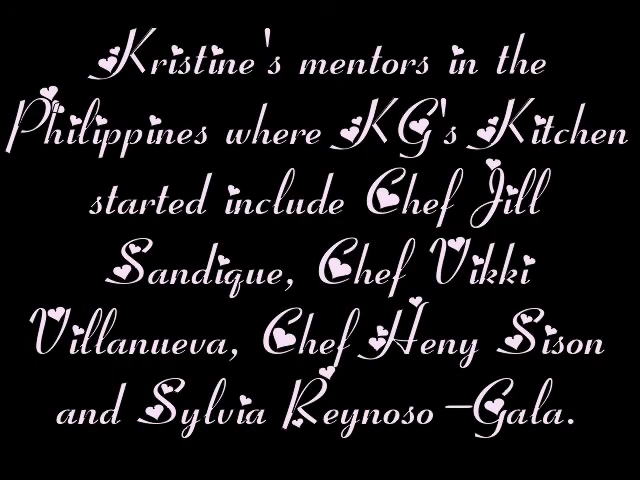 Kristine's mentors in the
Philippines where KG's Kitchen
started include Chef Jill
Sandique, Chef Vikki
Villanueva, Chef Heny Sison
and Sylvia Reynoso –Gala.